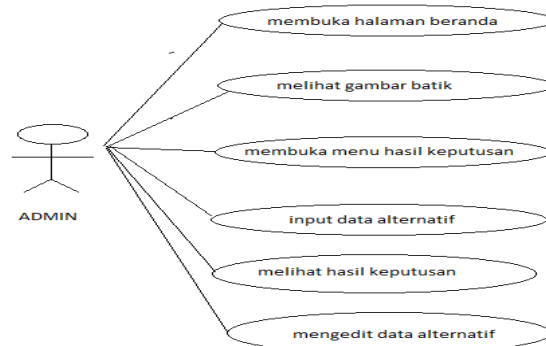 membuka halaman beranda
melihat gambar batik
membuka menu hasil keputusan
ADMIN
input data alternatif
melihat hasil keputusan
mengedit data alternatif